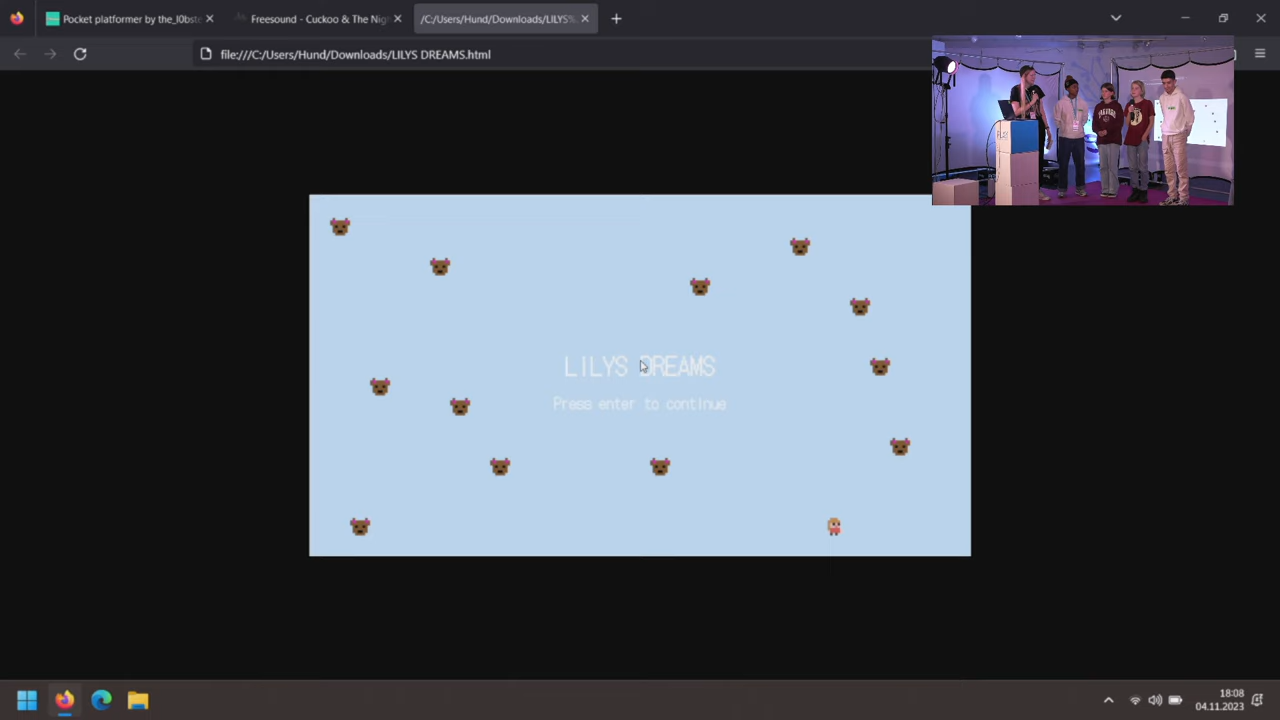 Pocket platformer by the_l0bste
Freesound - Cuckoo & The Nig
/C:/Users/Hund/Downloads/LILYS%
file:///C:/Users/Hund/Downloads/LILYS DREAMS.html
LILYS DREAMS
Press enter to continue
18:08
04.11.2023